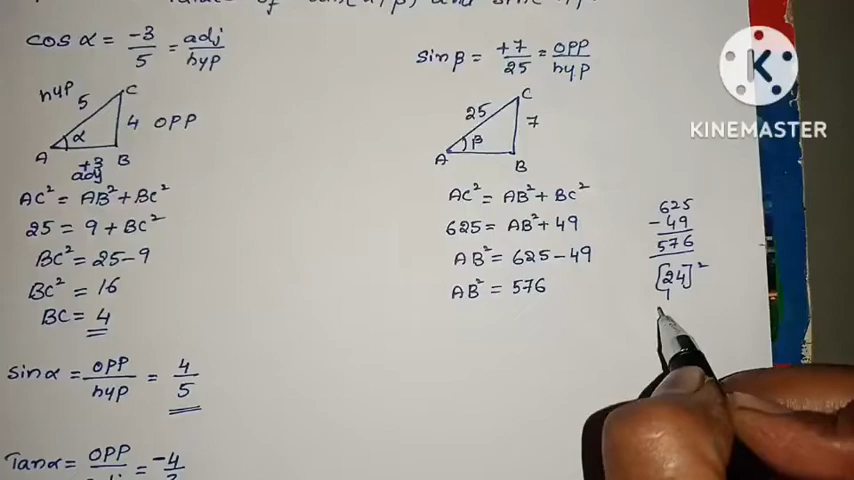 cos α = -3/5 = adj/hyp
hyp 5 C
4 opp
α
A +3 B
adj
AC² = AB² + BC²
25 = 9 + BC²
BC² = 25 - 9
BC² = 16
BC = 4
sin α = opp/hyp = 4/5
Tan α = opp/ = -4/3
sin β = +7/25 = opp/hyp
C
25
7
A β
B
AC² = AB² + BC²
625 = AB² + 49
AB² = 625 - 49
AB² = 576
625
- 49
576
[24]²
K
KINEMASTER